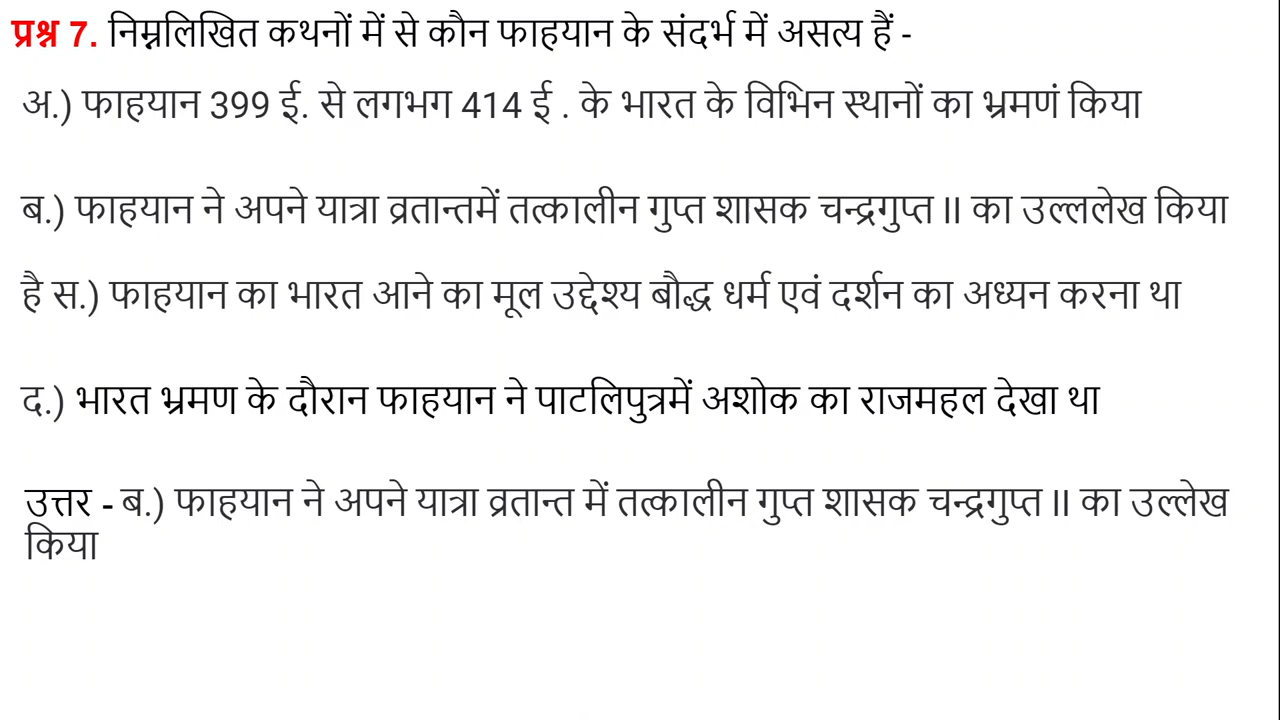 प्रश्न 7. निम्नलिखित कथनों में से कौन फाहयान के संदर्भ में असत्य हैं -
अ.) फाहयान 399 ई. से लगभग 414 ई . के भारत के विभिन स्थानों का भ्रमणं किया
ब.) फाहयान ने अपने यात्रा व्रतान्तमें तत्कालीन गुप्त शासक चन्द्रगुप्त II का उल्ललेख किया
है स.) फाहयान का भारत आने का मूल उद्देश्य बौद्ध धर्म एवं दर्शन का अध्यन करना था
द.) भारत भ्रमण के दौरान फाहयान ने पाटलिपुत्रमें अशोक का राजमहल देखा था
उत्तर - ब.) फाहयान ने अपने यात्रा व्रतान्त में तत्कालीन गुप्त शासक चन्द्रगुप्त II का उल्लेख
किया